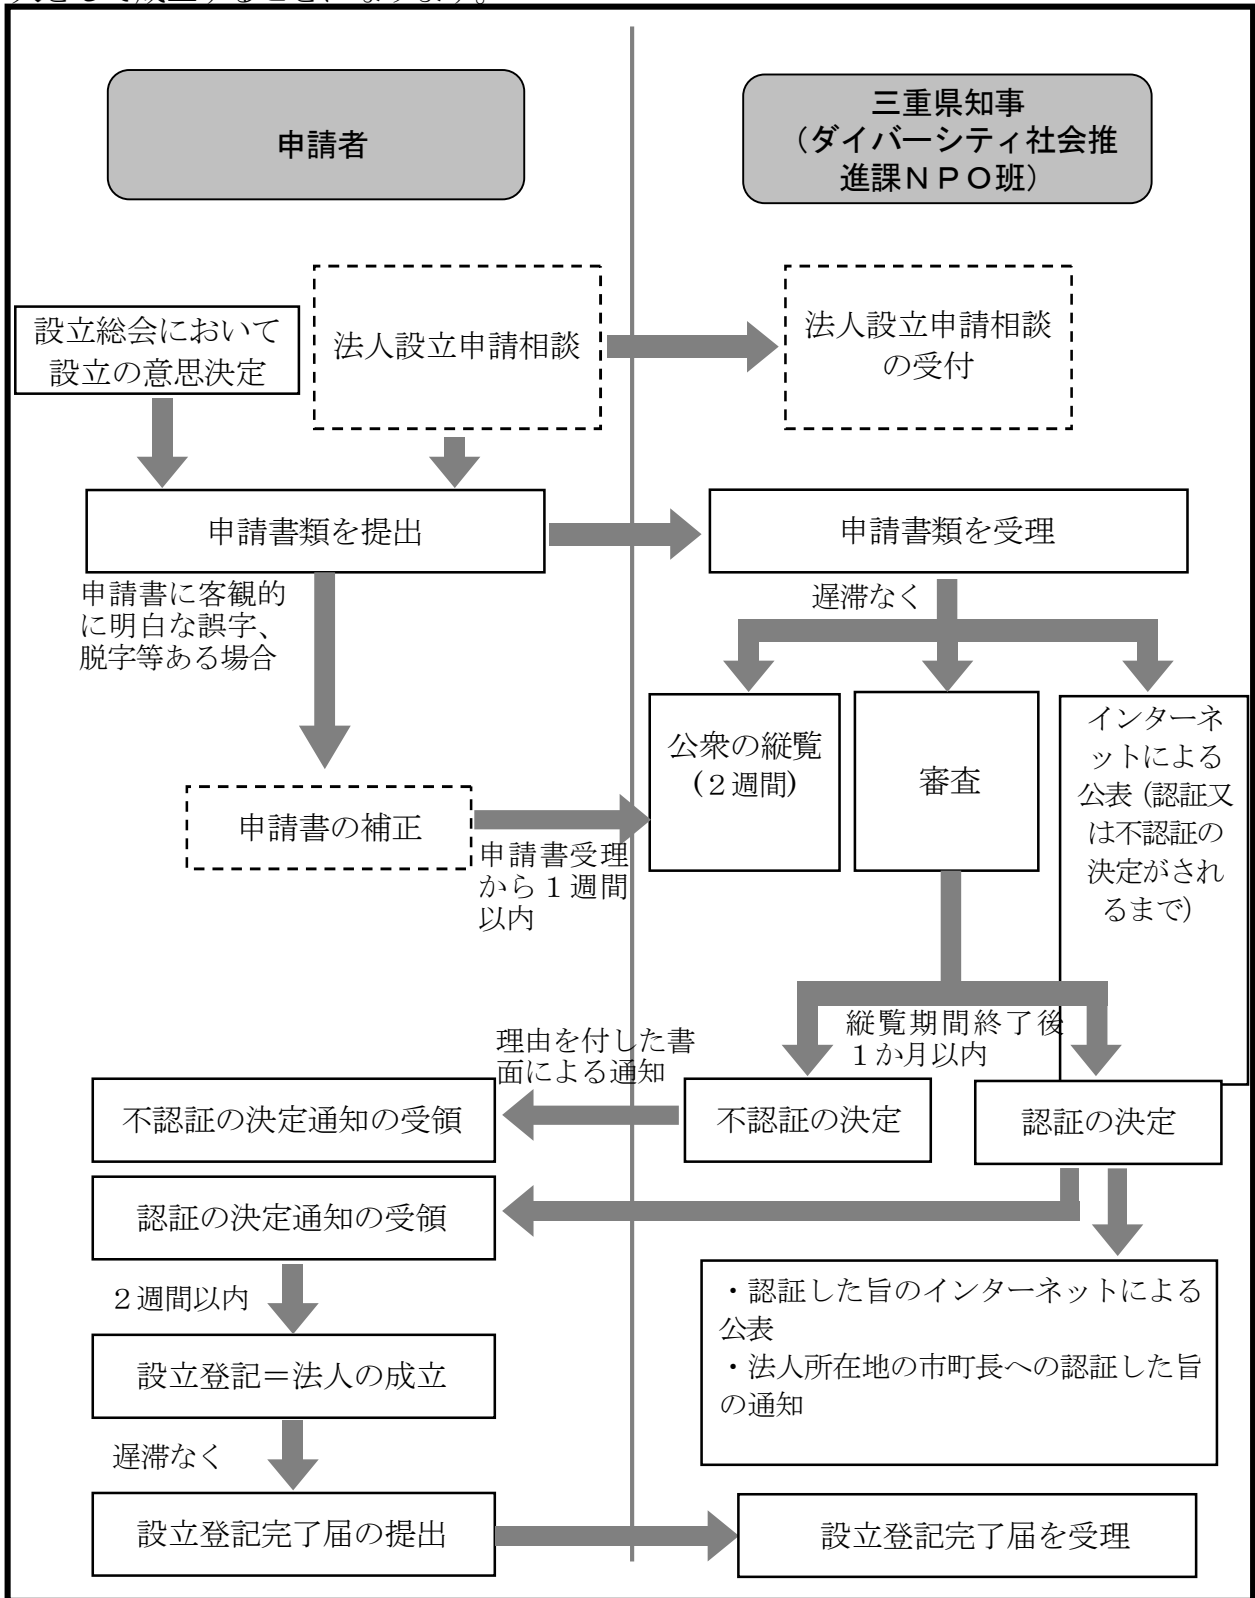 申請者
三重県知事
（ダイバーシティ社会推
進課ＮＰＯ班）
設立総会において
設立の意思決定
法人設立申請相談
法人設立申請相談
の受付
申請書類を提出
申請書類を受理
申請書に客観的
に明白な誤字、
脱字等ある場合
遅滞なく
公衆の縦覧
(２週間)
審査
インターネ
ットによる
公表（認証又
は不認証の
決定がされ
るまで）
申請書の補正
申請書受理
から１週間
以内
縦覧期間終了後
１か月以内
理由を付した書
面による通知
不認証の決定通知の受領
不認証の決定
認証の決定
認証の決定通知の受領
２週間以内
・認証した旨のインターネットによる
公表
・法人所在地の市町長への認証した旨
の通知
設立登記＝法人の成立
遅滞なく
設立登記完了届の提出
設立登記完了届を受理